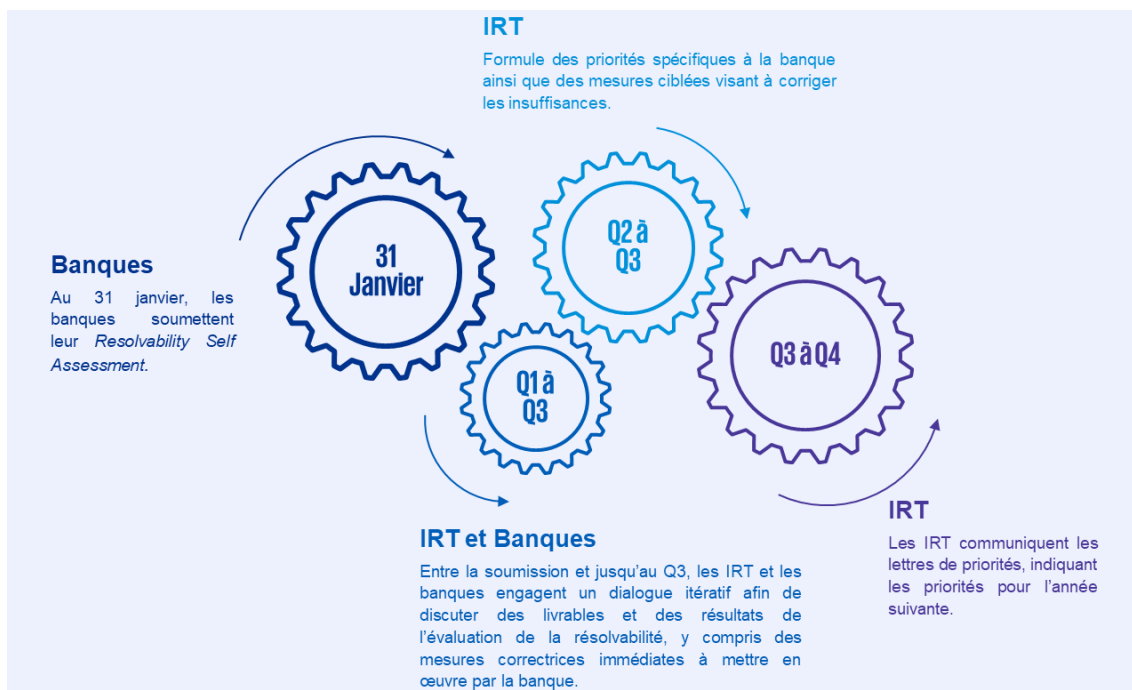 IRT
Formule des priorités spécifiques à la banque
ainsi que des mesures ciblées visant à corriger
les insuffisances.
31
Janvier
Q2 à
Q3
Banques
Au 31 janvier, les
banques soumettent
leur Resolvability Self
Assessment.
Q1 à
Q3
Q3 à Q4
IRT et Banques
Entre la soumission et jusqu’au Q3, les IRT et les
banques engagent un dialogue itératif afin de
discuter des livrables et des résultats de
l’évaluation de la résolvabilité, y compris des
mesures correctrices immédiates à mettre en
œuvre par la banque.
IRT
Les IRT communiquent les
lettres de priorités, indiquant
les priorités pour l’année
suivante.